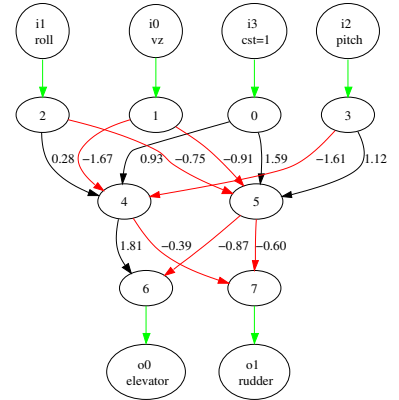 i1
roll
i0
vz
i3
cst=1
i2
pitch
2
1
0
3
0.28
−1.67
0.93
−0.75
−0.91
1.59
−1.61
1.12
4
5
1.81
−0.39
−0.87
−0.60
6
7
o0
elevator
o1
rudder